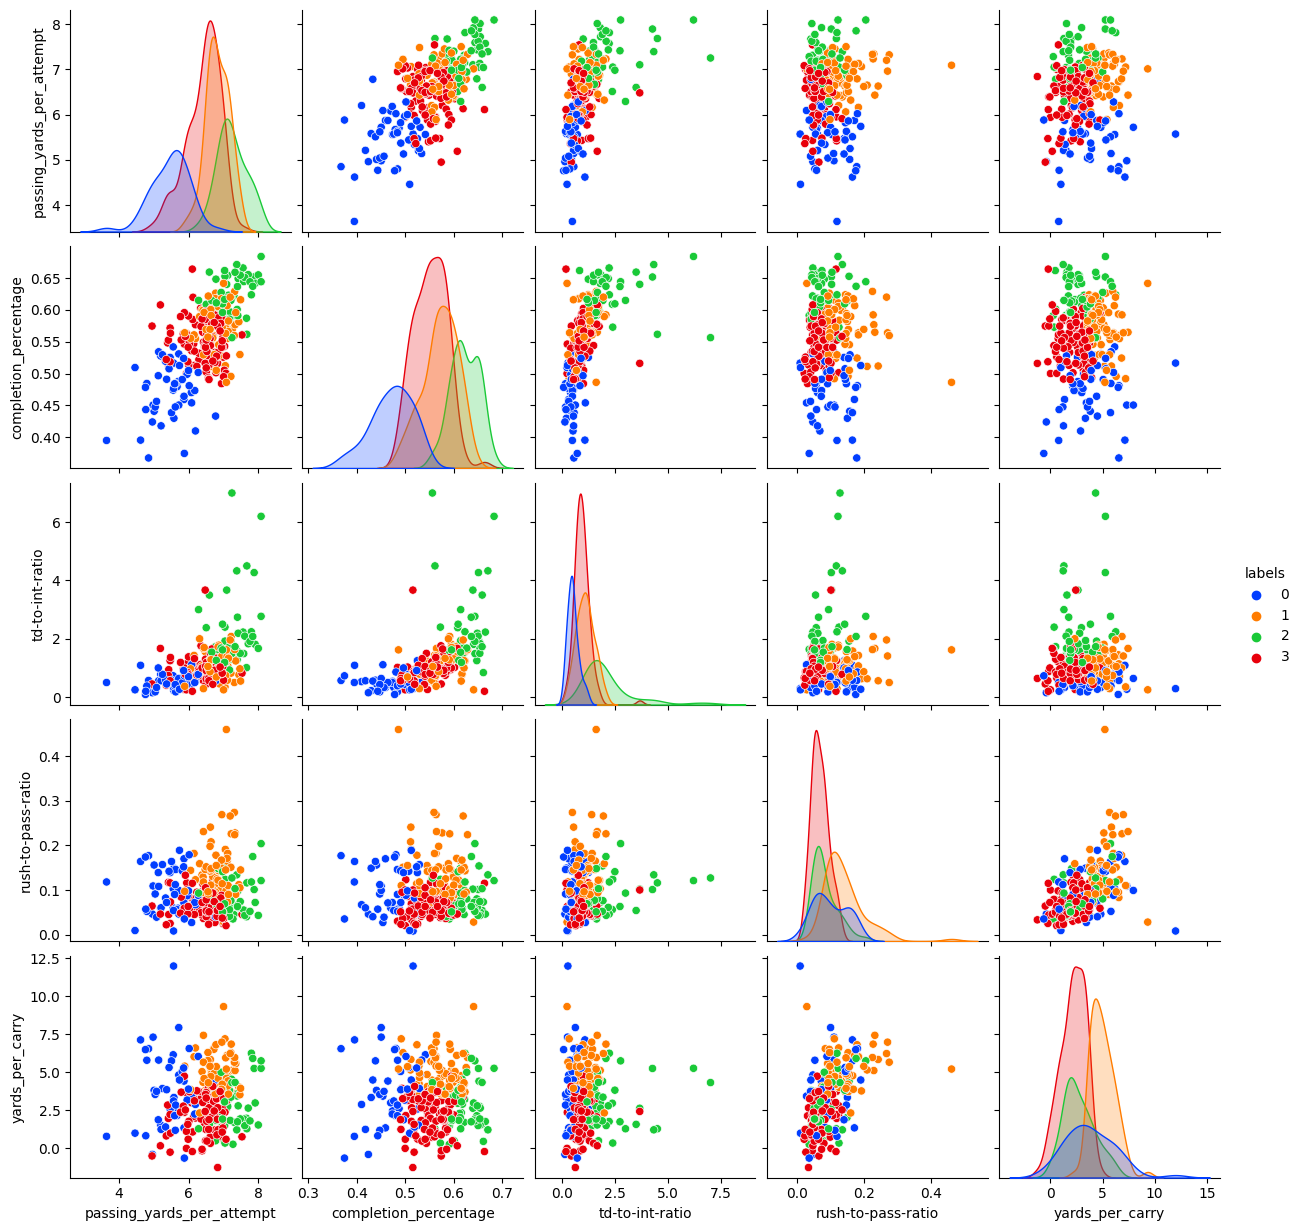 8
7
6
5
4
passing_yards_per_attempt
0.65
0.60
0.55
0.50
0.45
0.40
completion_percentage
6
4
2
0
td-to-int-ratio
0.4
0.3
0.2
0.1
0.0
rush-to-pass-ratio
12.5
10.0
7.5
5.0
2.5
0.0
yards_per_carry
4 6 8
passing_yards_per_attempt
0.3 0.4 0.5 0.6 0.7
completion_percentage
0.0 2.5 5.0 7.5
td-to-int-ratio
0.0 0.2 0.4
rush-to-pass-ratio
0 5 10 15
yards_per_carry
labels
0
1
2
3